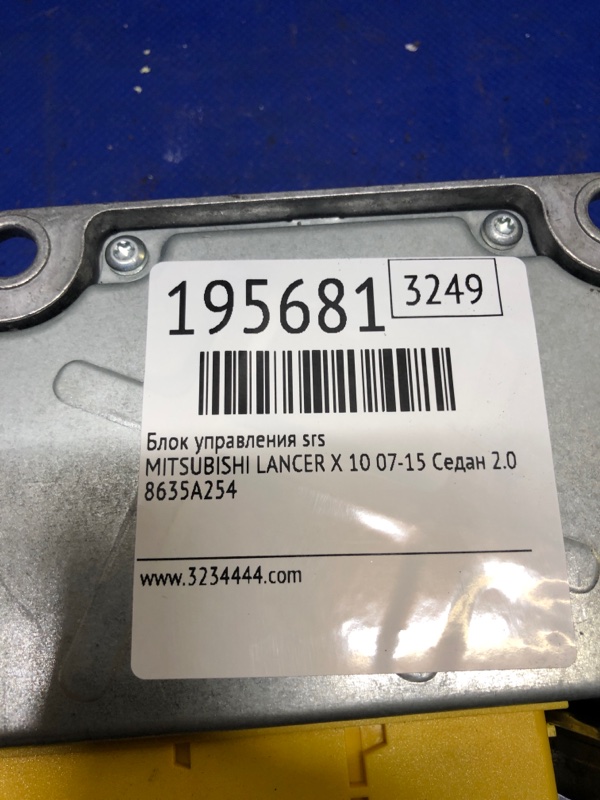 195681
3249
Блок управления srs
MITSUBISHI LANCER X 10 07-15 Седан 2.0
8635A254
www.3234444.com